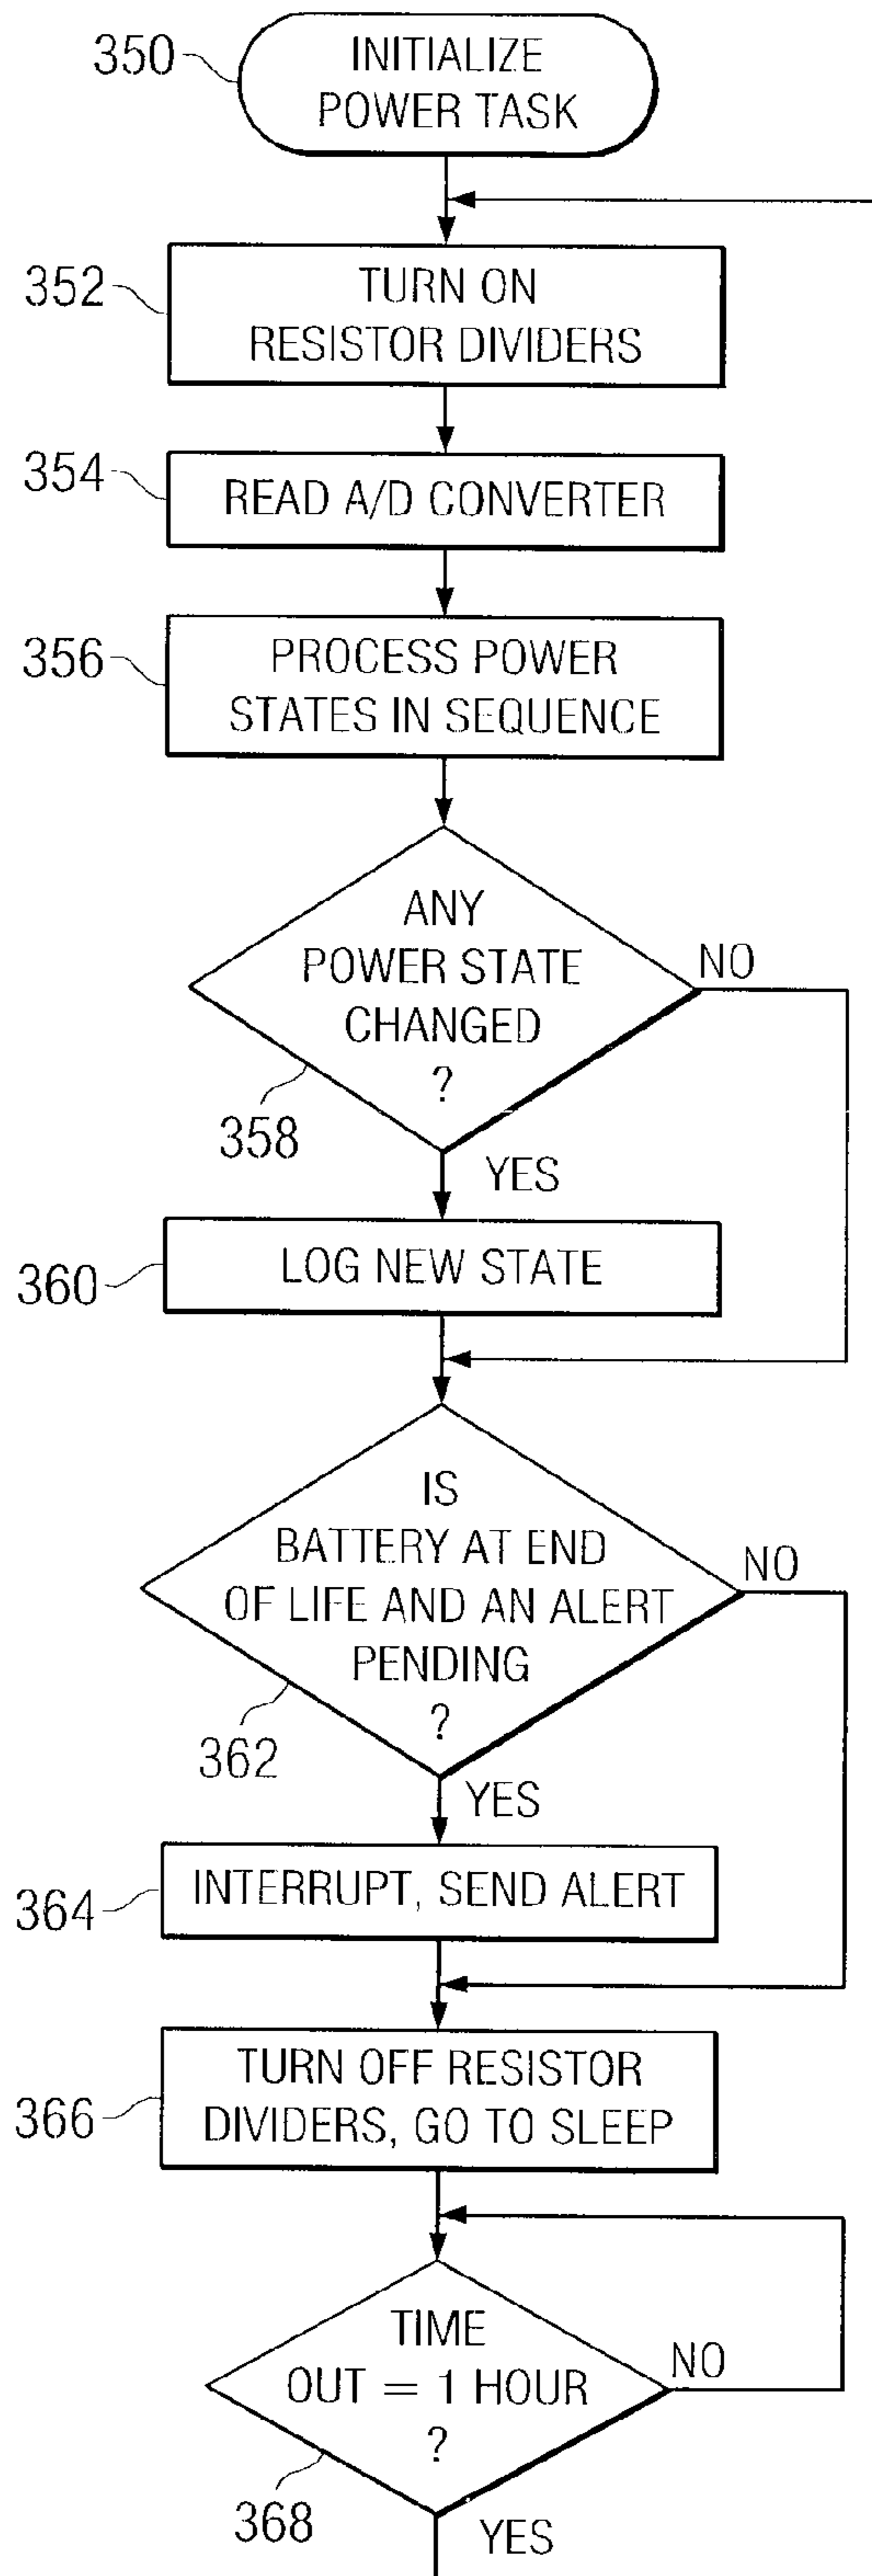 350
INITIALIZE
POWER TASK
352
TURN ON
RESISTOR DIVIDERS
354
READ A/D CONVERTER
356
PROCESS POWER
STATES IN SEQUENCE
ANY
POWER STATE
CHANGED
?
NO
358
YES
360
LOG NEW STATE
IS
BATTERY AT END
OF LIFE AND AN ALERT
PENDING
?
NO
362
YES
364
INTERRUPT, SEND ALERT
366
TURN OFF RESISTOR
DIVIDERS, GO TO SLEEP
TIME
OUT = 1 HOUR
?
NO
368
YES